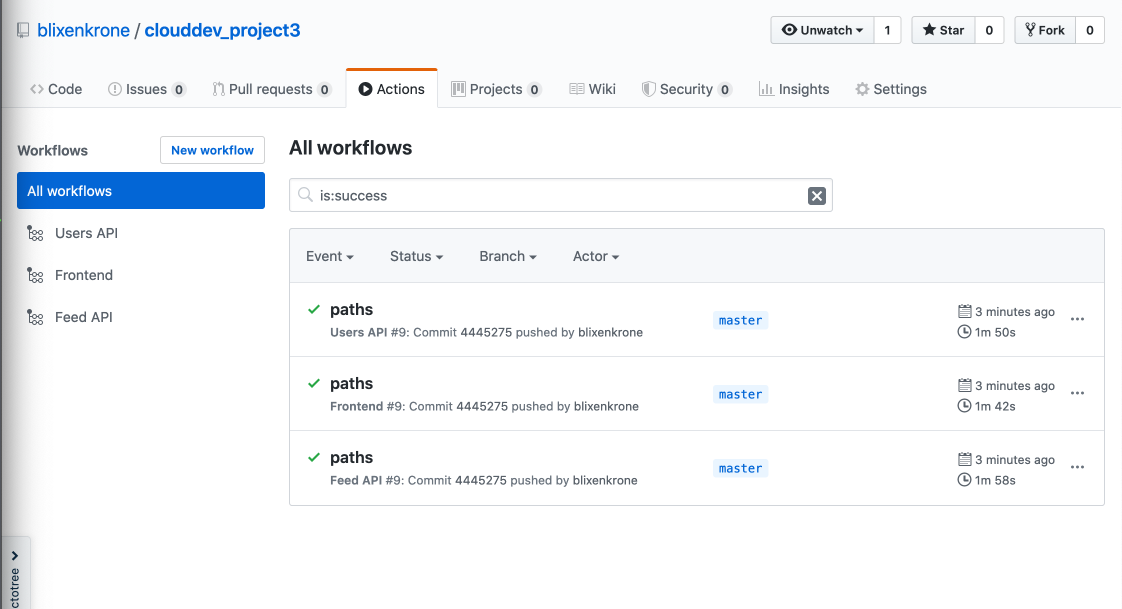 blixenkrone / clouddev_project3
Unwatch 1 Star 0 Fork 0
Code Issues 0 Pull requests 0 Actions Projects 0 Wiki Security 0 Insights Settings
Workflows
New workflow
All workflows
Users API
Frontend
Feed API
All workflows
is:success
Event Status Branch Actor
paths
Users API #9: Commit 4445275 pushed by blixenkrone
master
3 minutes ago
1m 50s
paths
Frontend #9: Commit 4445275 pushed by blixenkrone
master
3 minutes ago
1m 42s
paths
Feed API #9: Commit 4445275 pushed by blixenkrone
master
3 minutes ago
1m 58s
ctotree